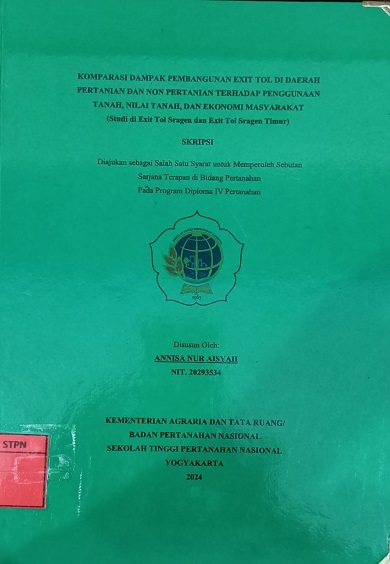 KOMPARASI DAMPAK PEMBANGUNAN EXIT TOL DI DAERAH
PERTANIAN DAN NON PERTANIAN TERHADAP PENGGUNAAN
TANAH, NILAI TANAH, DAN EKONOMI MASYARAKAT
(Studi di Exit Tol Sragen dan Exit Tol Sragen Timur)
SKRIPSI
Diajukan sebagai Salah Satu Syarat untuk Memperoleh Sebutan
Sarjana Terapan di Bidang Pertanahan
Pada Program Diploma IV Pertanahan
1963
Disusun Oleh:
ANNISA NUR AISYAH
NIT. 20293534
KEMENTERIAN AGRARIA DAN TATA RUANG/
BADAN PERTANAHAN NASIONAL
SEKOLAH TINGGI PERTANAHAN NASIONAL
YOGYAKARTA
2024
STPN